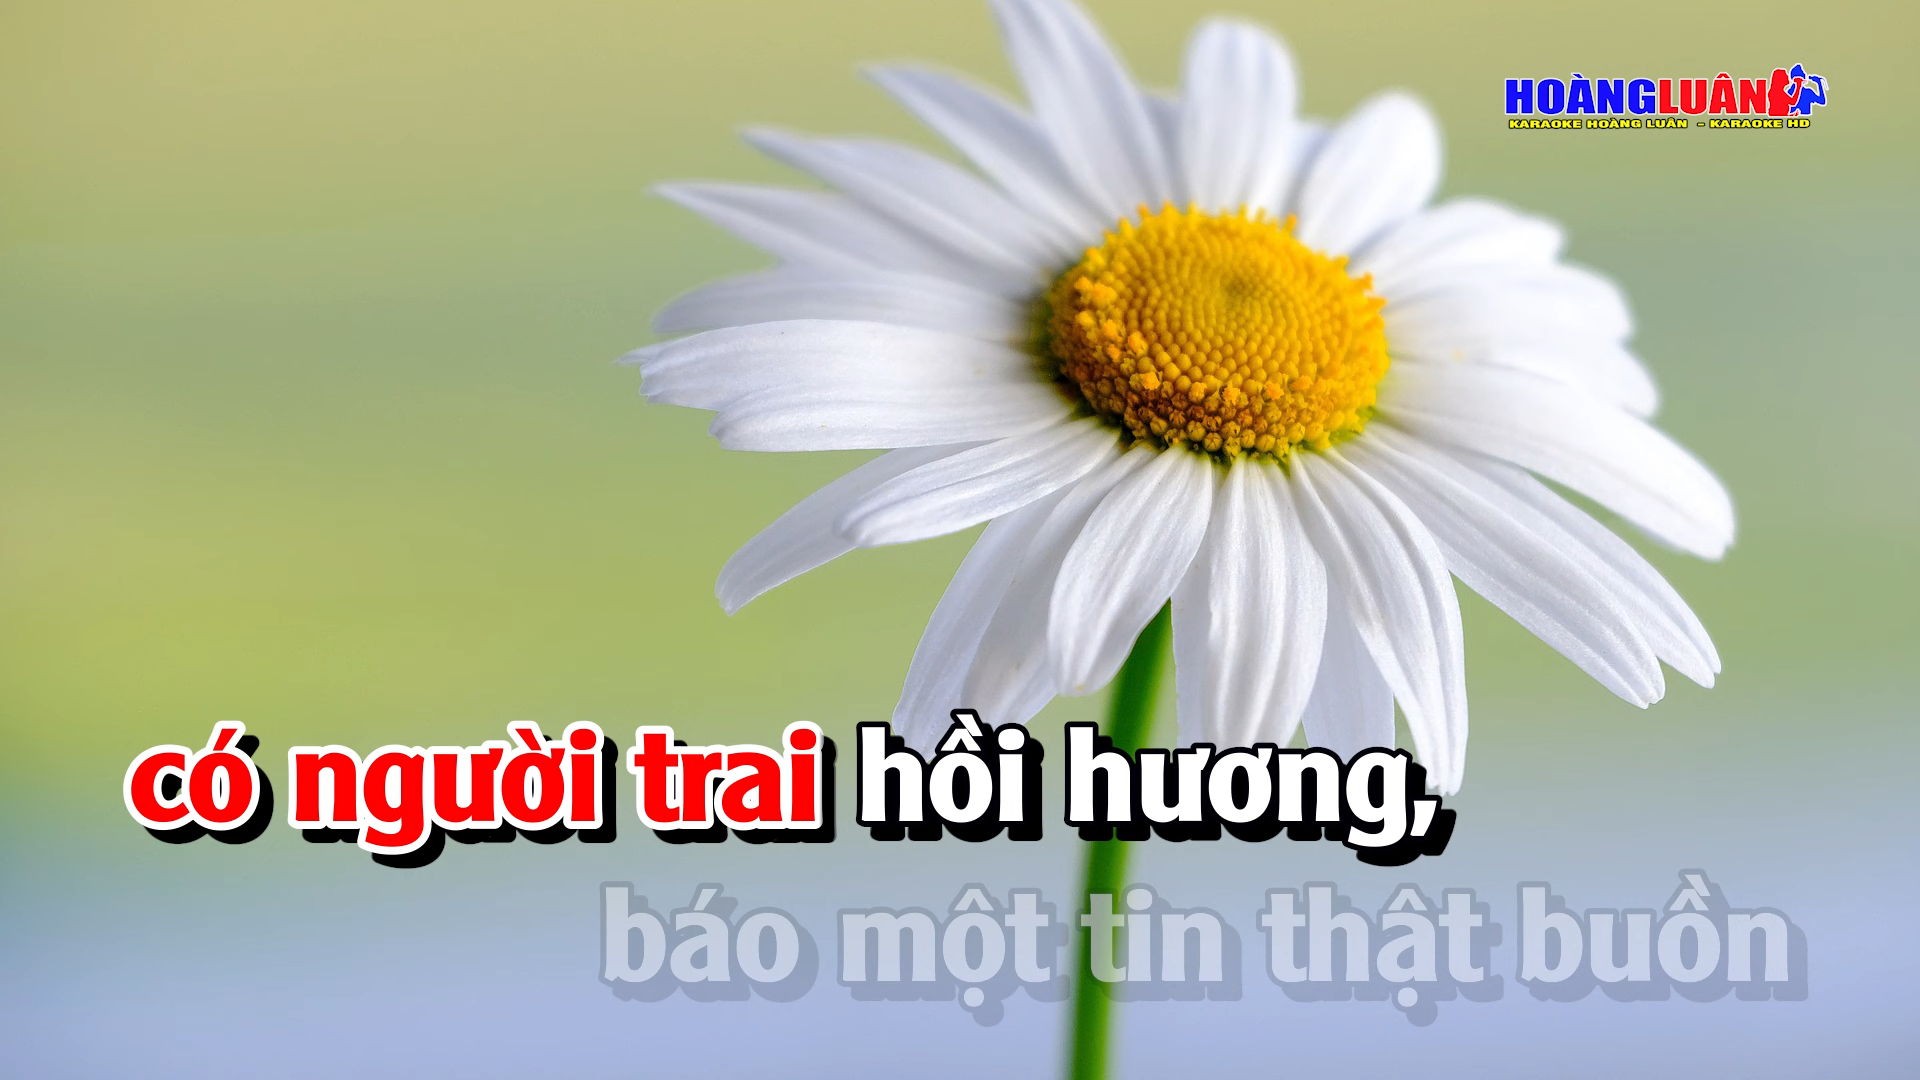 HOÀNGLUÂN
KARAOKE HOÀNG LUÂN - KARAOKE HD
có người trai hồi hương,
báo một tin thật buồn